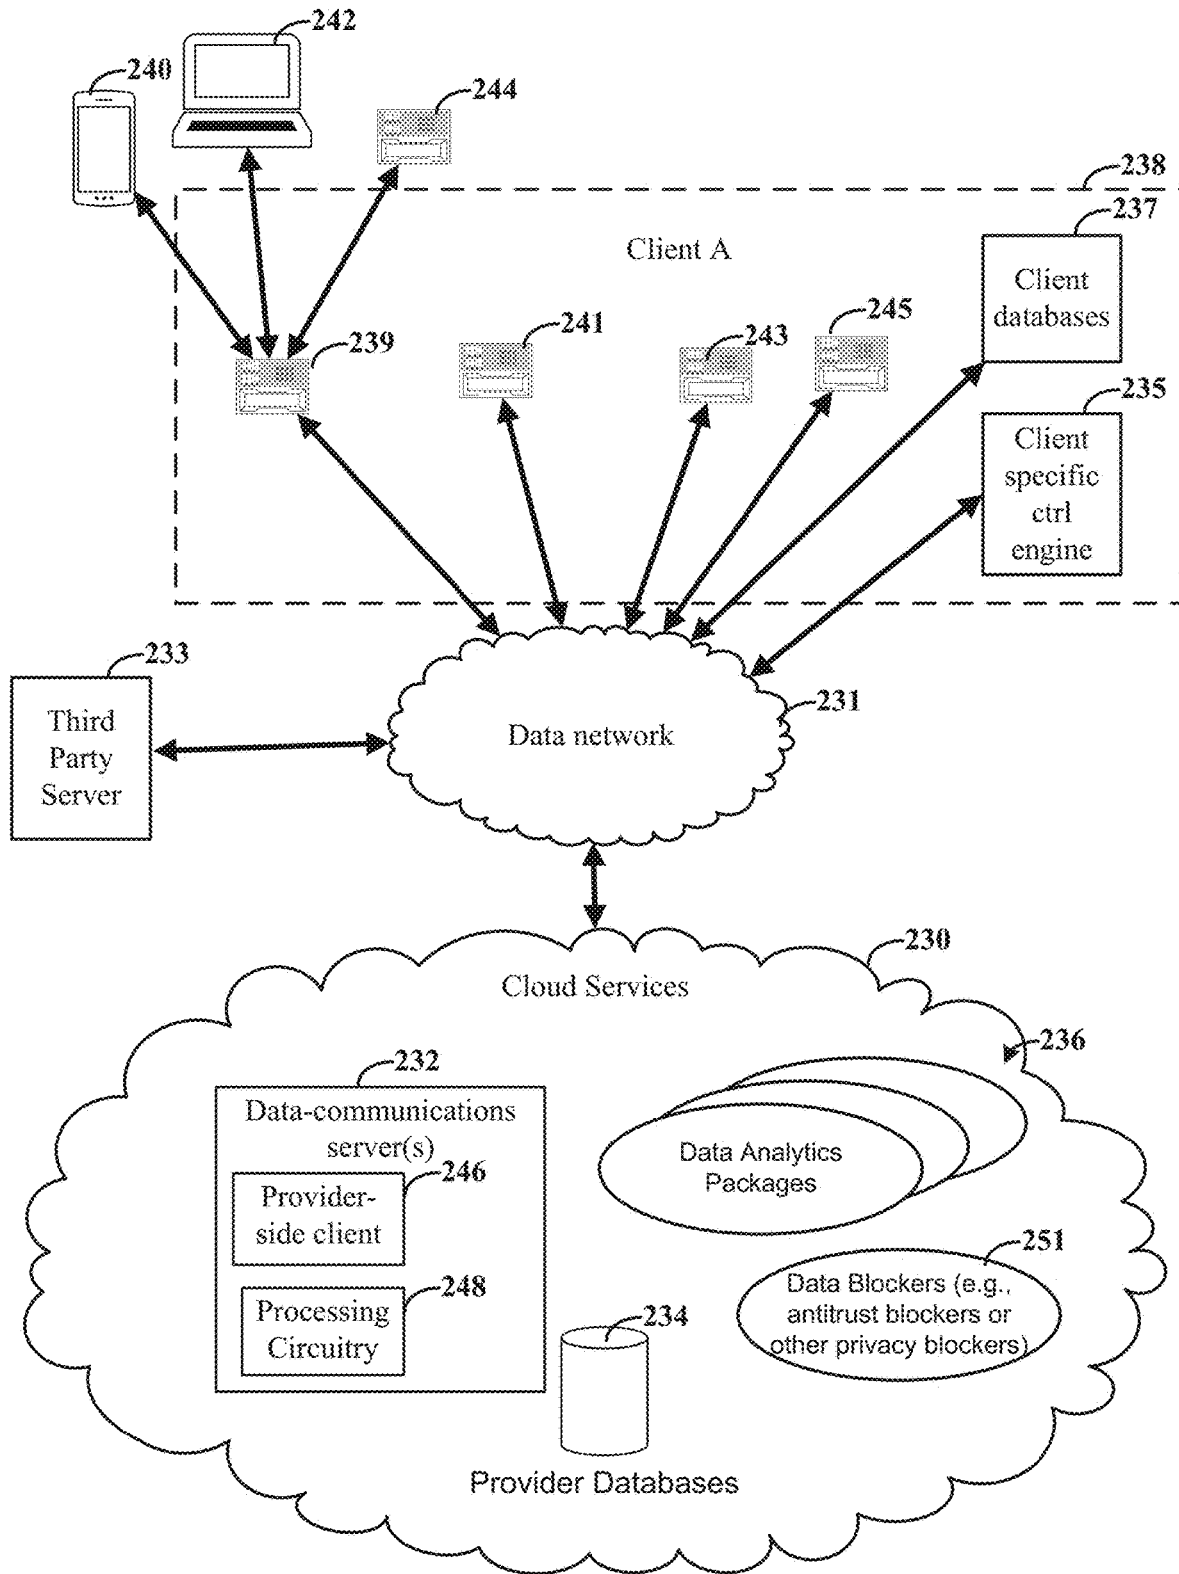 242
240
244
238
237
Client A
Client
databases
239
241
243
245
235
Client
specific
ctrl
engine
233
Third
Party
Server
231
Data network
230
Cloud Services
236
232
Data-communications
server(s)
246
Provider-
side client
248
Processing
Circuitry
Data Analytics
Packages
251
Data Blockers (e.g.,
antitrust blockers or
other privacy blockers)
234
Provider Databases